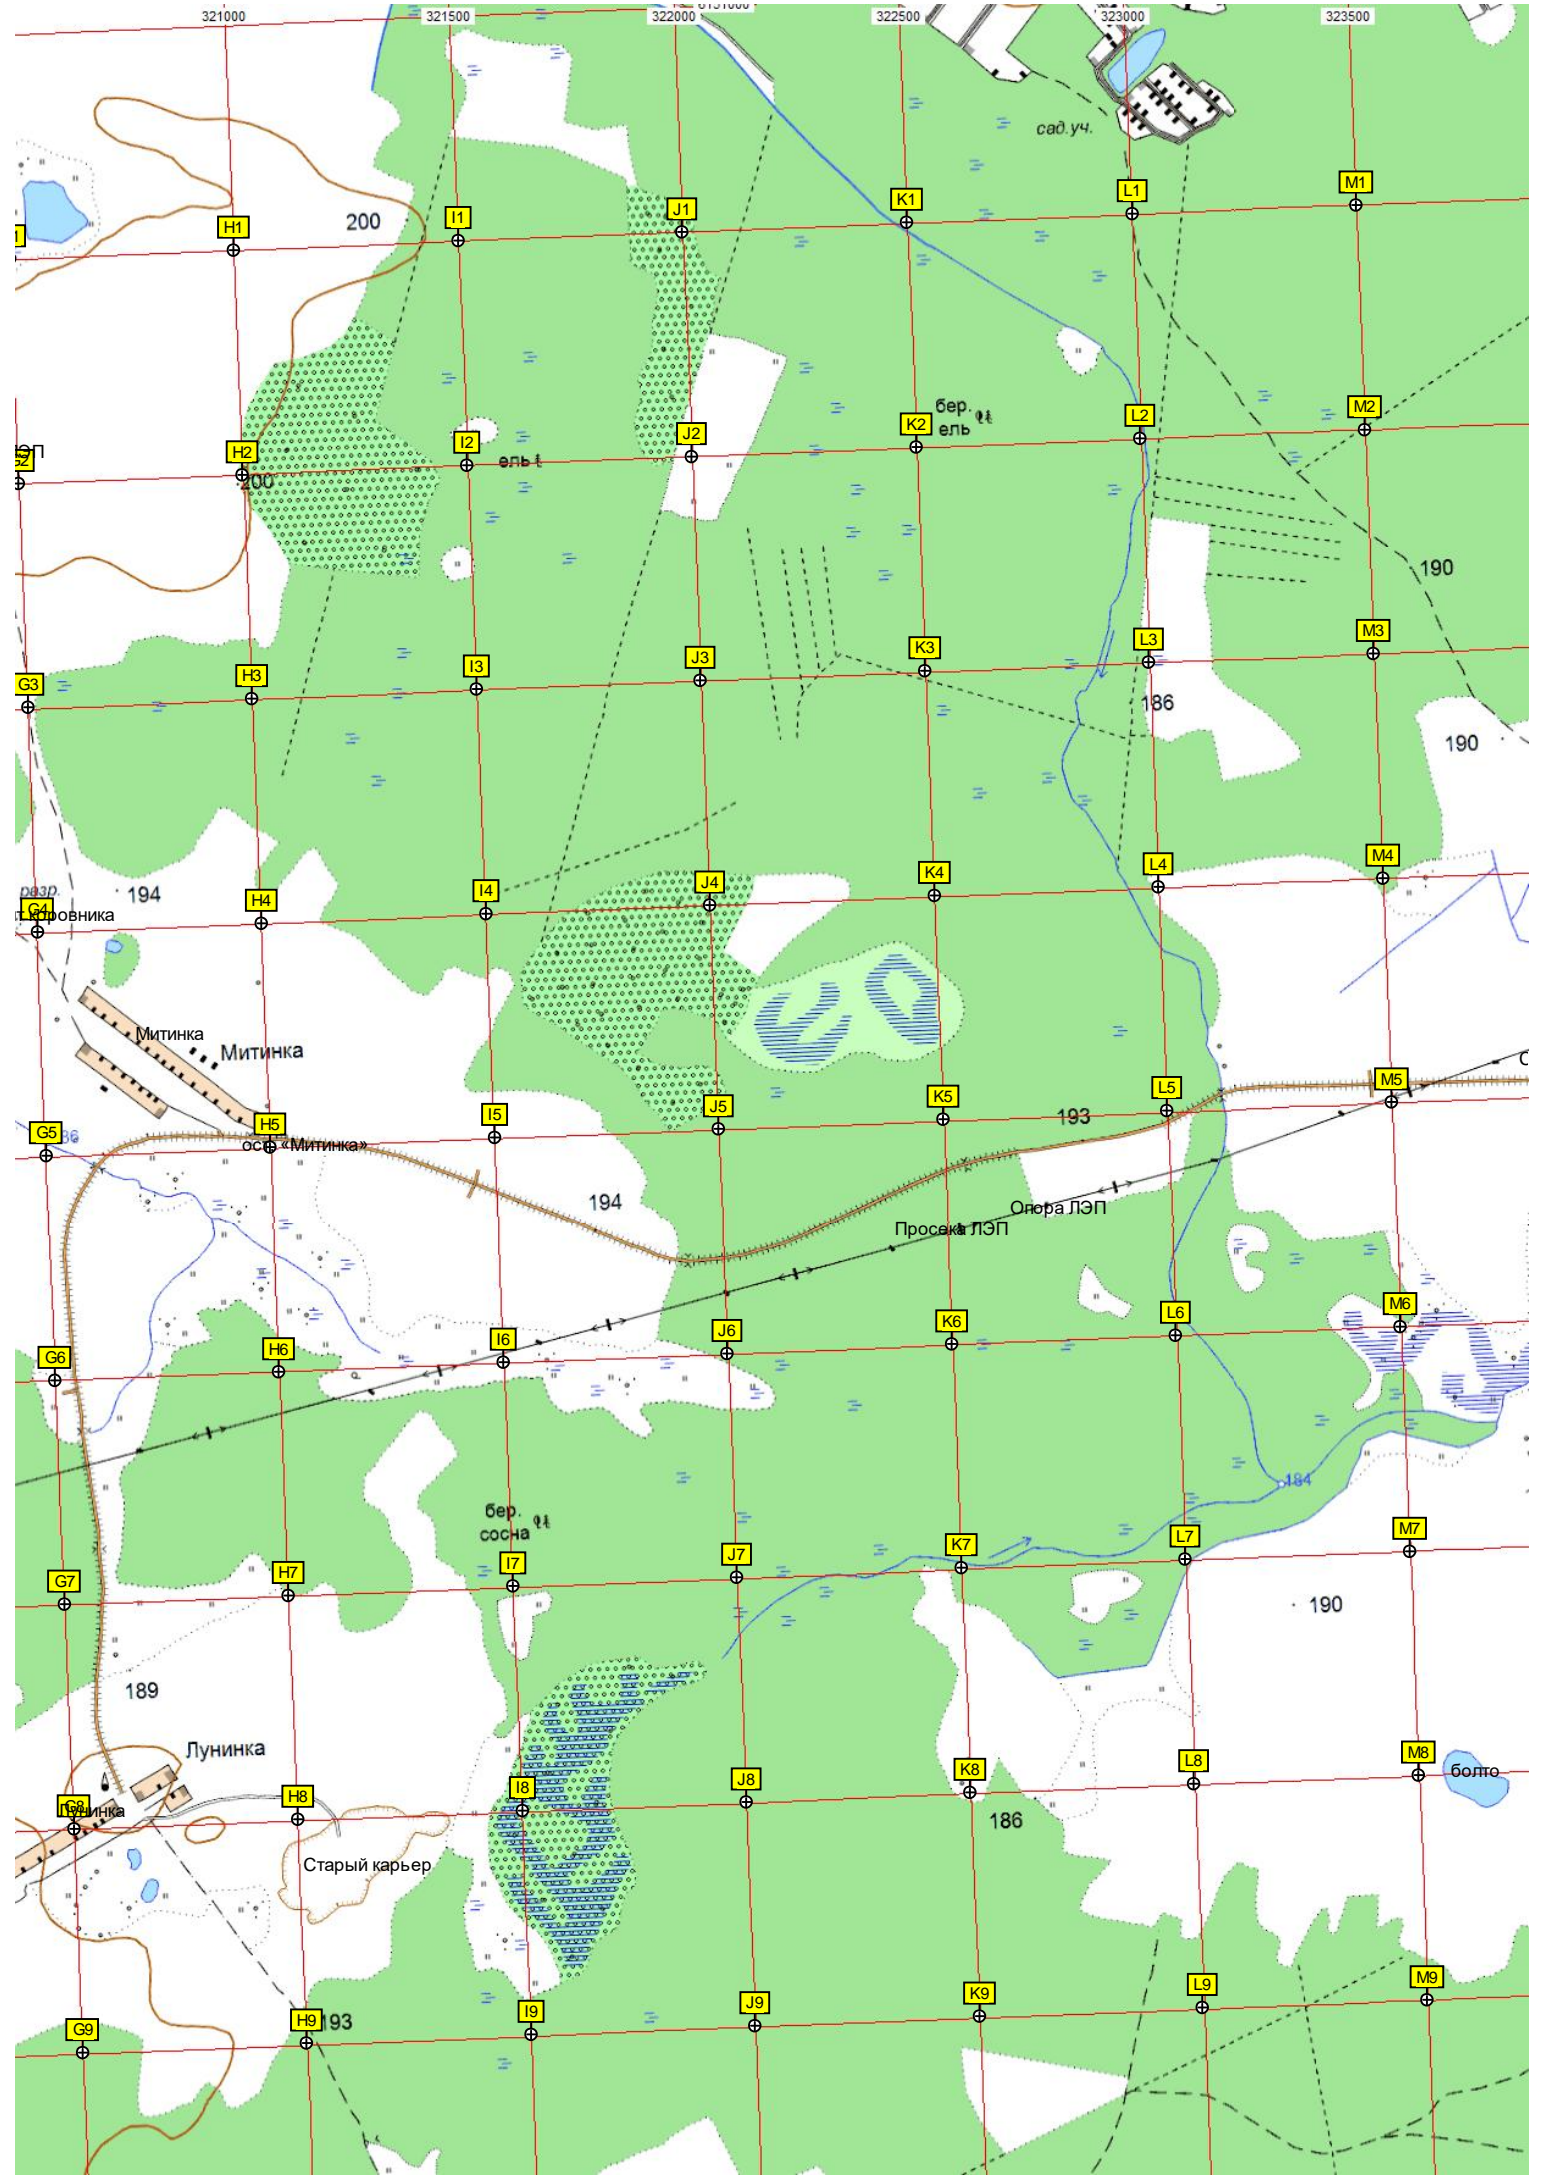 321000 321500 322000 322500 323000 323500
сад.уч.
H1 200 I1 J1 K1 L1 M1
бер.
ель
H2 I2 J2 K2 L2 M2
ель
200
190
G3 H3 I3 J3 K3 L3 M3
186
190
разр.
194
G4 H4 I4 J4 K4 L4 M4
Митинка
Митинка
G5 H5 I5 J5 K5 L5 M5
193
ост. «Митинка»
194
Опора ЛЭП
Просека ЛЭП
G6 H6 I6 J6 K6 L6 M6
184
бер.
сосна
G7 H7 I7 J7 K7 L7 M7
190
189
Лунинка
G8 H8 I8 J8 K8 L8 M8
болто
Лунинка
186
Старый карьер
G9 H9 I9 J9 K9 L9 M9
193